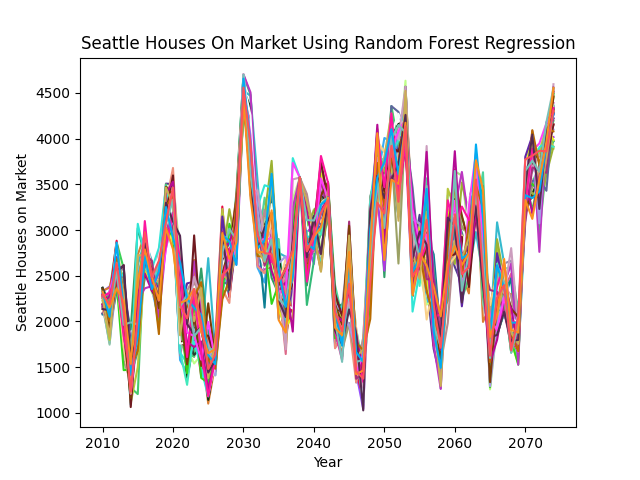 Seattle Houses On Market Using Random Forest Regression
Seattle Houses on Market
4500
4000
3500
3000
2500
2000
1500
1000
2010 2020 2030 2040 2050 2060 2070
Year